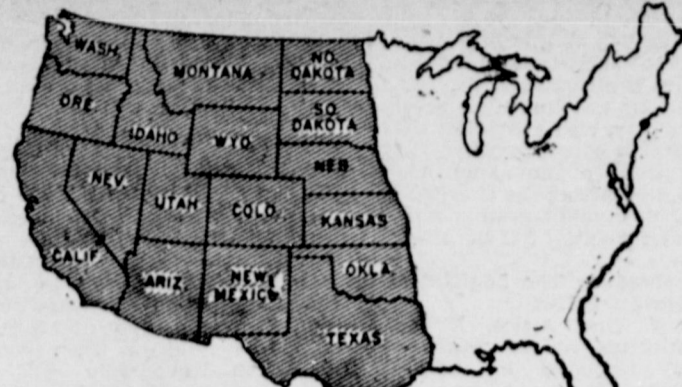 WASH.
MONTANA
NO.
DAKOTA
ORE.
IDAHO
WYO.
SO.
DAKOTA
NEB.
NEV.
UTAH
COLO.
KANSAS
CALIF.
ARIZ.
NEW
MEXICO
OKLA.
TEXAS